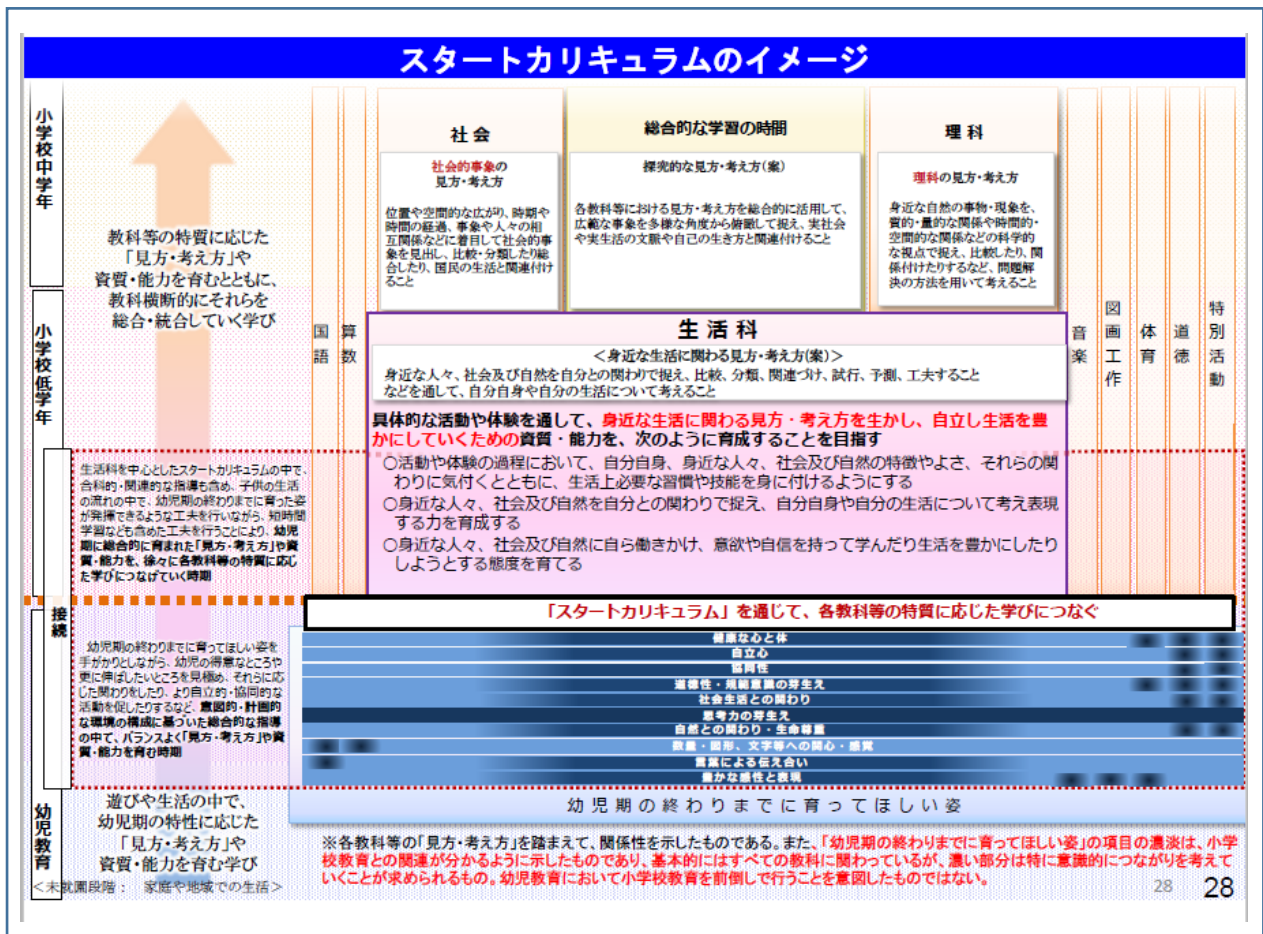 スタートカリキュラムのイメージ
小学校中学年
教科等の特質に応じた
「見方・考え方」や
資質・能力を育むとともに、
教科横断的にそれらを
総合・統合していく学び
社会
社会的事象の
見方・考え方
位置や空間的な広がり、時期や
時間の経過、事象や人々の相
互関係などに着目して社会的事
象を見出し、比較・分類したり総
合したり、国民の生活と関連付け
ること
総合的な学習の時間
探究的な見方・考え方(案)
各教科等における見方・考え方を総合的に活用して、
広範な事象を多様な角度から俯瞰して捉え、実社会
や実生活の文脈や自己の生き方と関連付けること
理科
理科の見方・考え方
身近な自然の事物・現象を、
質的・量的な関係や時間的・
空間的な関係などの科学的
な視点で捉え、比較したり、関
係付けたりするなど、問題解
決の方法を用いて考えること
小学校低学年
国語
算数
音楽
図画工作
体育
道徳
特別活動
生活科
＜身近な生活に関わる見方・考え方(案)＞
身近な人々、社会及び自然を自分との関わりで捉え、比較、分類、関連づけ、試行、予測、工夫すること
などを通して、自分自身や自分の生活について考えること
具体的な活動や体験を通して、身近な生活に関わる見方・考え方を生かし、自立し生活を豊
かにしていくための資質・能力を、次のように育成することを目指す
○活動や体験の過程において、自分自身、身近な人々、社会及び自然の特徴やよさ、それらの関
わりに気付くとともに、生活上必要な習慣や技能を身に付けるようにする
○身近な人々、社会及び自然を自分との関わりで捉え、自分自身や自分の生活について考え表現
する力を育成する
○身近な人々、社会及び自然に自ら働きかけ、意欲や自信を持って学んだり生活を豊かにしたり
しようとする態度を育てる
生活科を中心としたスタートカリキュラムの中で、
合科的・関連的な指導も含め、子供の生活
の流れの中で、幼児期の終わりまでに育った姿
が発揮できるような工夫を行いながら、短時間
学習なども含めた工夫を行うことにより、幼児
期に総合的に育まれた「見方・考え方」や資
質・能力を、徐々に各教科等の特質に応じ
た学びにつなげていく時期
接続
「スタートカリキュラム」を通じて、各教科等の特質に応じた学びにつなぐ
幼児期の終わりまでに育ってほしい姿を
手がかりとしながら、幼児の得意なところや
更に伸ばしたいところを見極め、それらに応
じた関わりをしたり、より自立的・協同的な
活動を促したりするなど、意図的・計画的
な環境の構成に基づいた総合的な指導
の中で、バランスよく「見方・考え方」や資
質・能力を育む時期
健康な心と体
自立心
協同性
道徳性・規範意識の芽生え
社会生活との関わり
思考力の芽生え
自然との関わり・生命尊重
数量・図形、文字等への関心・感覚
言葉による伝え合い
豊かな感性と表現
幼児期の終わりまでに育ってほしい姿
幼児教育
遊びや生活の中で、
幼児期の特性に応じた
「見方・考え方」や
資質・能力を育む学び
＜未就園段階： 家庭や地域での生活＞
※各教科等の「見方・考え方」を踏まえて、関係性を示したものである。また、「幼児期の終わりまでに育ってほしい姿」の項目の濃淡は、小学
校教育との関連が分かるように示したものであり、基本的にはすべての教科に関わっているが、濃い部分は特に意識的につながりを考えて
いくことが求められるもの。幼児教育において小学校教育を前倒しで行うことを意図したものではない。
28
28